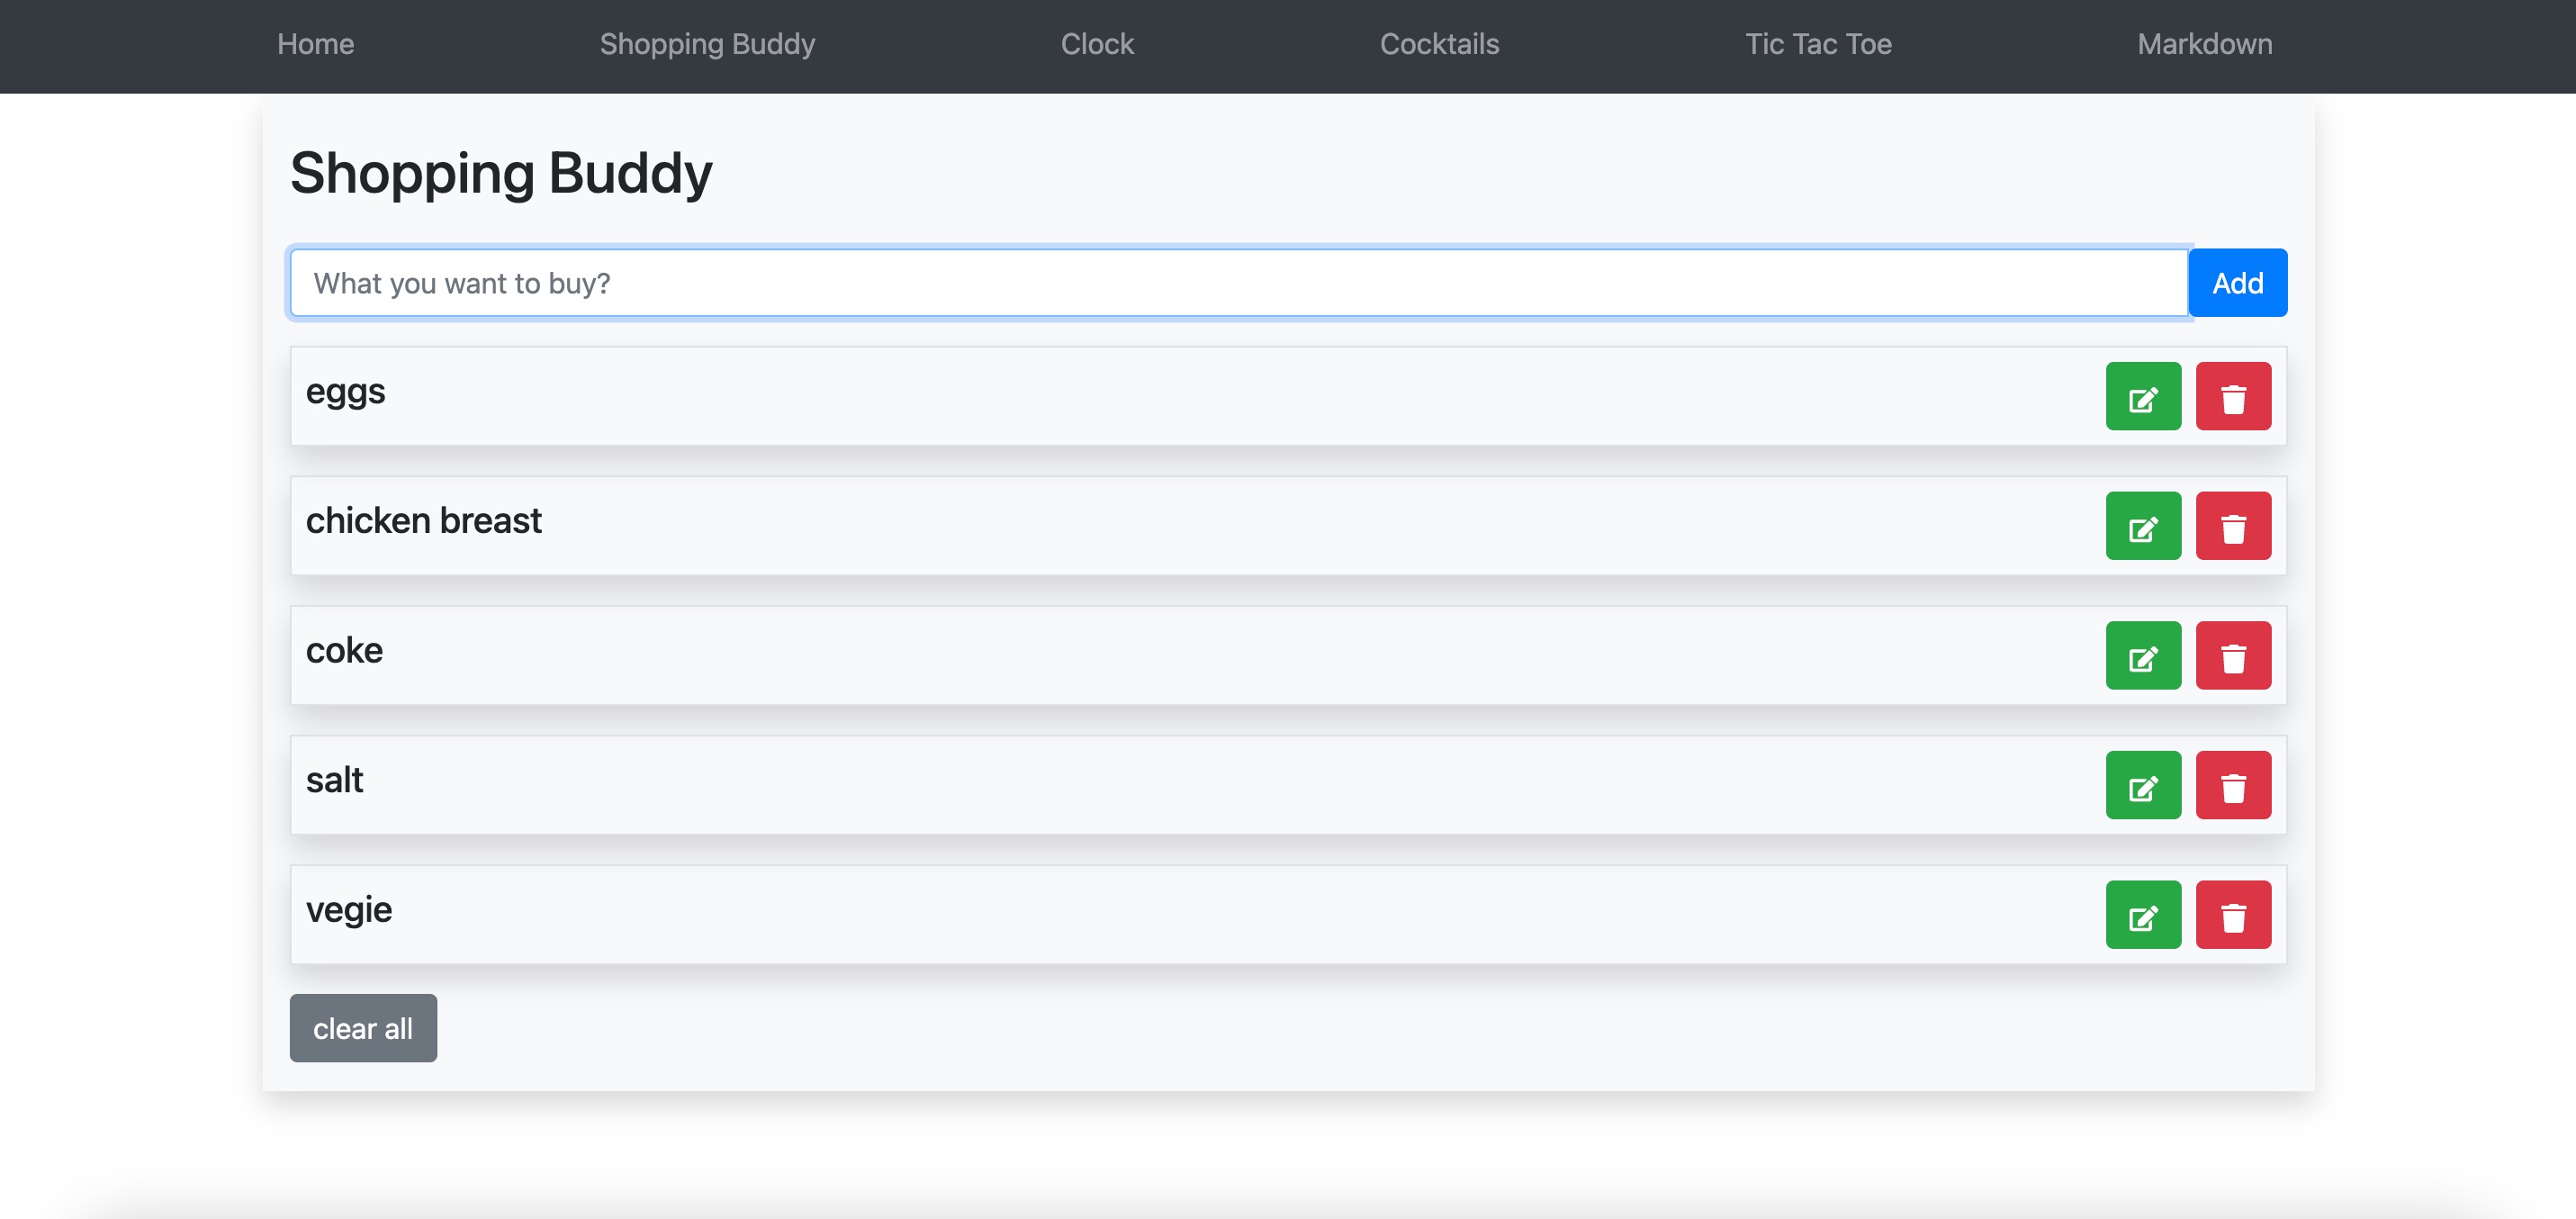 Home Shopping Buddy Clock Cocktails Tic Tac Toe Markdown
Shopping Buddy
What you want to buy? Add
eggs
chicken breast
coke
salt
vegie
clear all